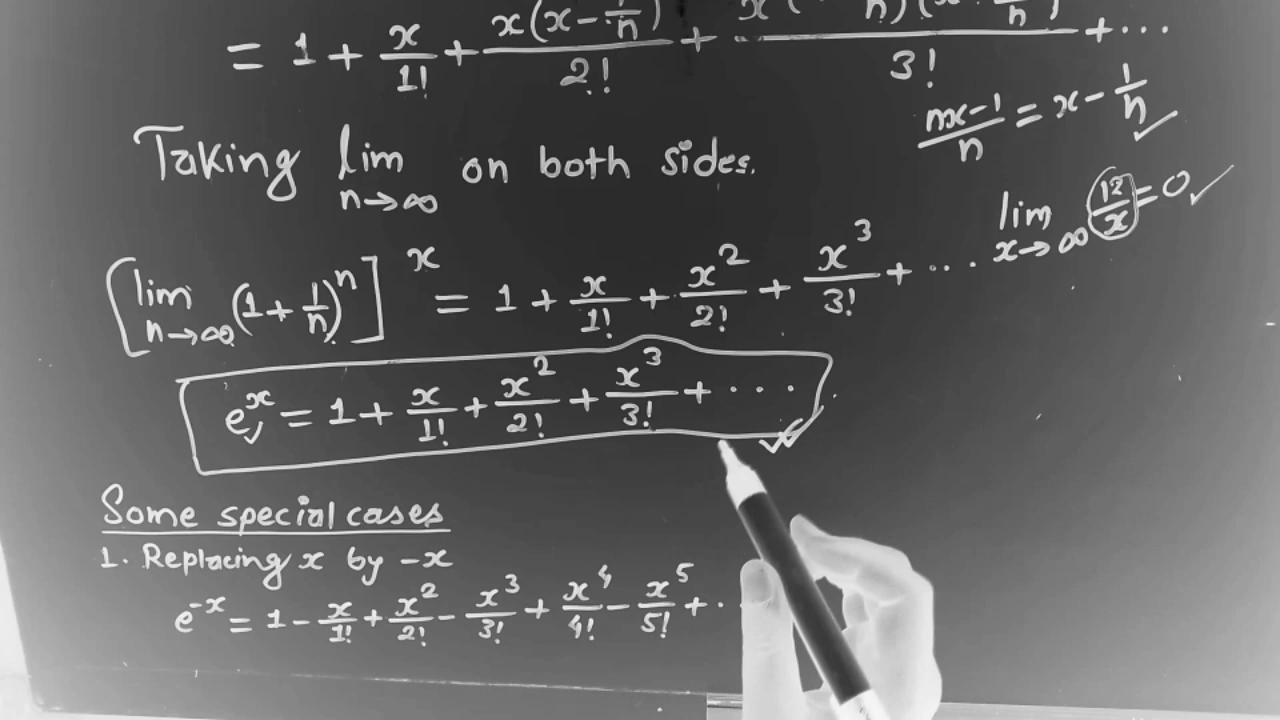 = 1 + x/1! + x(x - 1/n)/2! + x( n)(x 1/n)/3! + ...
nx-1/n = x - 1/n ✓
Taking lim n→∞ on both sides.
lim x→∞ 12/x = 0 ✓
[lim n→∞ (1 + 1/n)^n]^x = 1 + x/1! + x^2/2! + x^3/3! + ...
e^x = 1 + x/1! + x^2/2! + x^3/3! + ....
Some special cases
1. Replacing x by -x
e^-x = 1 - x/1! + x^2/2! - x^3/3! + x^4/4! - x^5/5! + ..